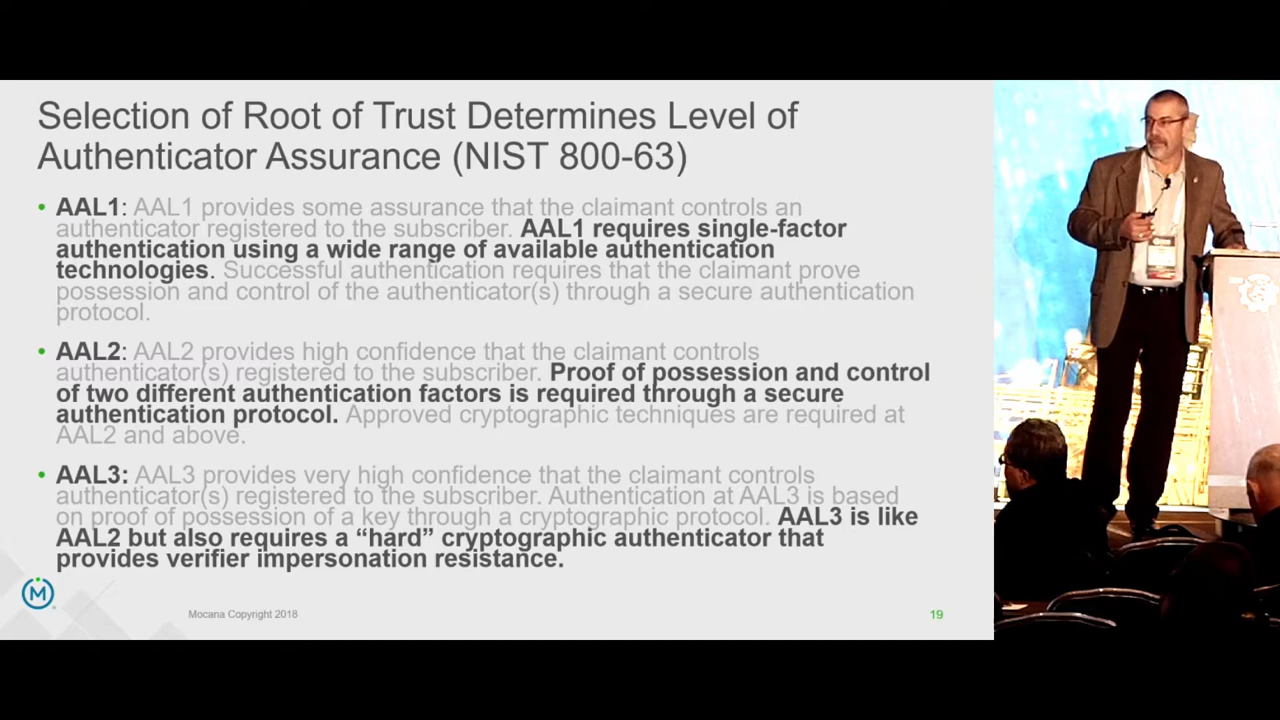 Selection of Root of Trust Determines Level of
Authenticator Assurance (NIST 800-63)
• AAL1: AAL1 provides some assurance that the claimant controls an
authenticator registered to the subscriber. AAL1 requires single-factor
authentication using a wide range of available authentication
technologies. Successful authentication requires that the claimant prove
possession and control of the authenticator(s) through a secure authentication
protocol.
• AAL2: AAL2 provides high confidence that the claimant controls
authenticator(s) registered to the subscriber. Proof of possession and control
of two different authentication factors is required through a secure
authentication protocol. Approved cryptographic techniques are required at
AAL2 and above.
• AAL3: AAL3 provides very high confidence that the claimant controls
authenticator(s) registered to the subscriber. Authentication at AAL3 is based
on proof of possession of a key through a cryptographic protocol. AAL3 is like
AAL2 but also requires a “hard” cryptographic authenticator that
provides verifier impersonation resistance.
M
Mocana Copyright 2018
19